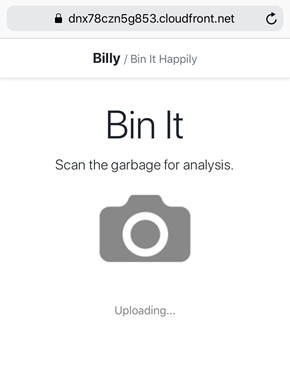 dnx78czn5g853.cloudfront.net
Billy / Bin It Happily
Bin It
Scan the garbage for analysis.
Uploading...